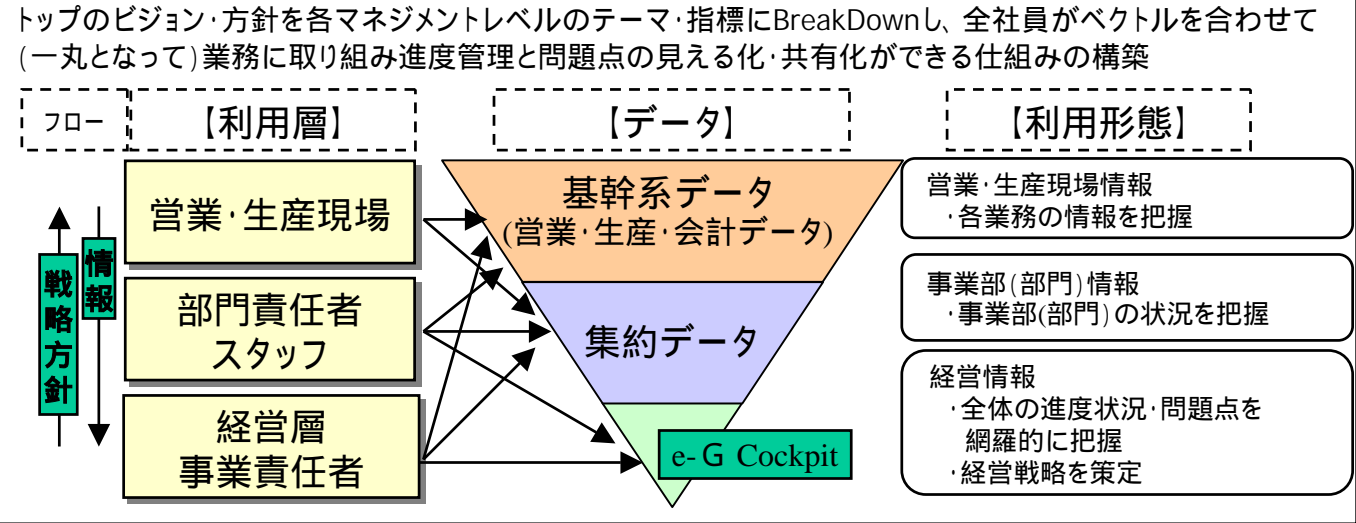 トップのビジョン･方針を各マネジメントレベルのテーマ･指標にBreakDownし、全社員がベクトルを合わせて
(一丸となって)業務に取り組み進度管理と問題点の見える化･共有化ができる仕組みの構築
フロー
【利用層】
【データ】
【利用形態】
戦略方針
情報
営業･生産現場
部門責任者
スタッフ
経営層
事業責任者
基幹系データ
(営業･生産･会計データ)
集約データ
e-G Cockpit
営業･生産現場情報
･各業務の情報を把握
事業部(部門)情報
･事業部(部門)の状況を把握
経営情報
･全体の進度状況･問題点を
網羅的に把握
･経営戦略を策定